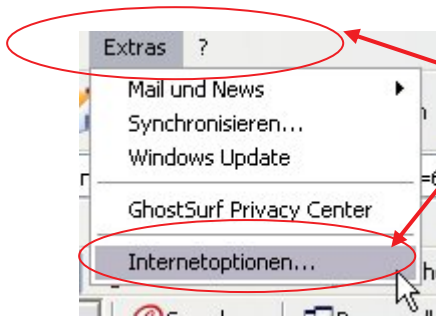 Extras ?
Mail und News
Synchronisieren...
Windows Update
GhostSurf Privacy Center
Internetoptionen...